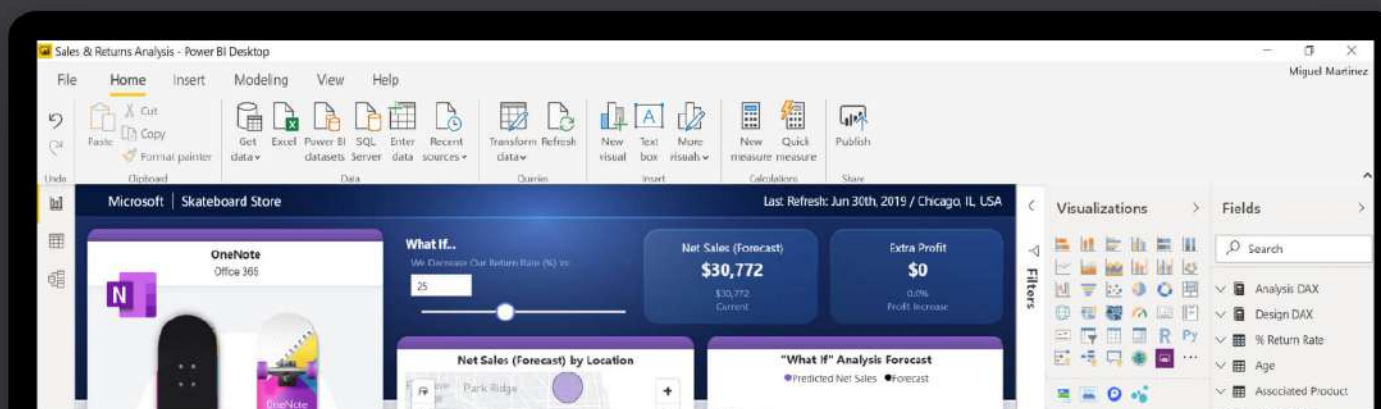 Sales & Returns Analysis - Power BI Desktop
Miguel Martinez
File Home Insert Modeling View Help
Cut
Copy
Format painter
Paste
Get data
Excel
Power BI datasets
SQL Server
Enter data
Recent sources
Transform data
Refresh
New visual
Text box
More visuals
New measure
Quick measure
Publish
Undo Clipboard Data Queries Insert Calculations Share
Microsoft | Skateboard Store
Last Refresh: Jun 30th, 2019 / Chicago, IL, USA
OneNote
Office 365
N
OneNote
What If...
We Decrease Our Return Rate (%) to:
25
Net Sales (Forecast)
$30,772
$30,772
Current
Extra Profit
$0
0.0%
Profit Increase
Net Sales (Forecast) by Location
Park Ridge
"What If" Analysis Forecast
Predicted Net Sales Forecast
Filters
Visualizations
R Py
Fields
Search
Analysis DAX
Design DAX
% Return Rate
Age
Associated Product